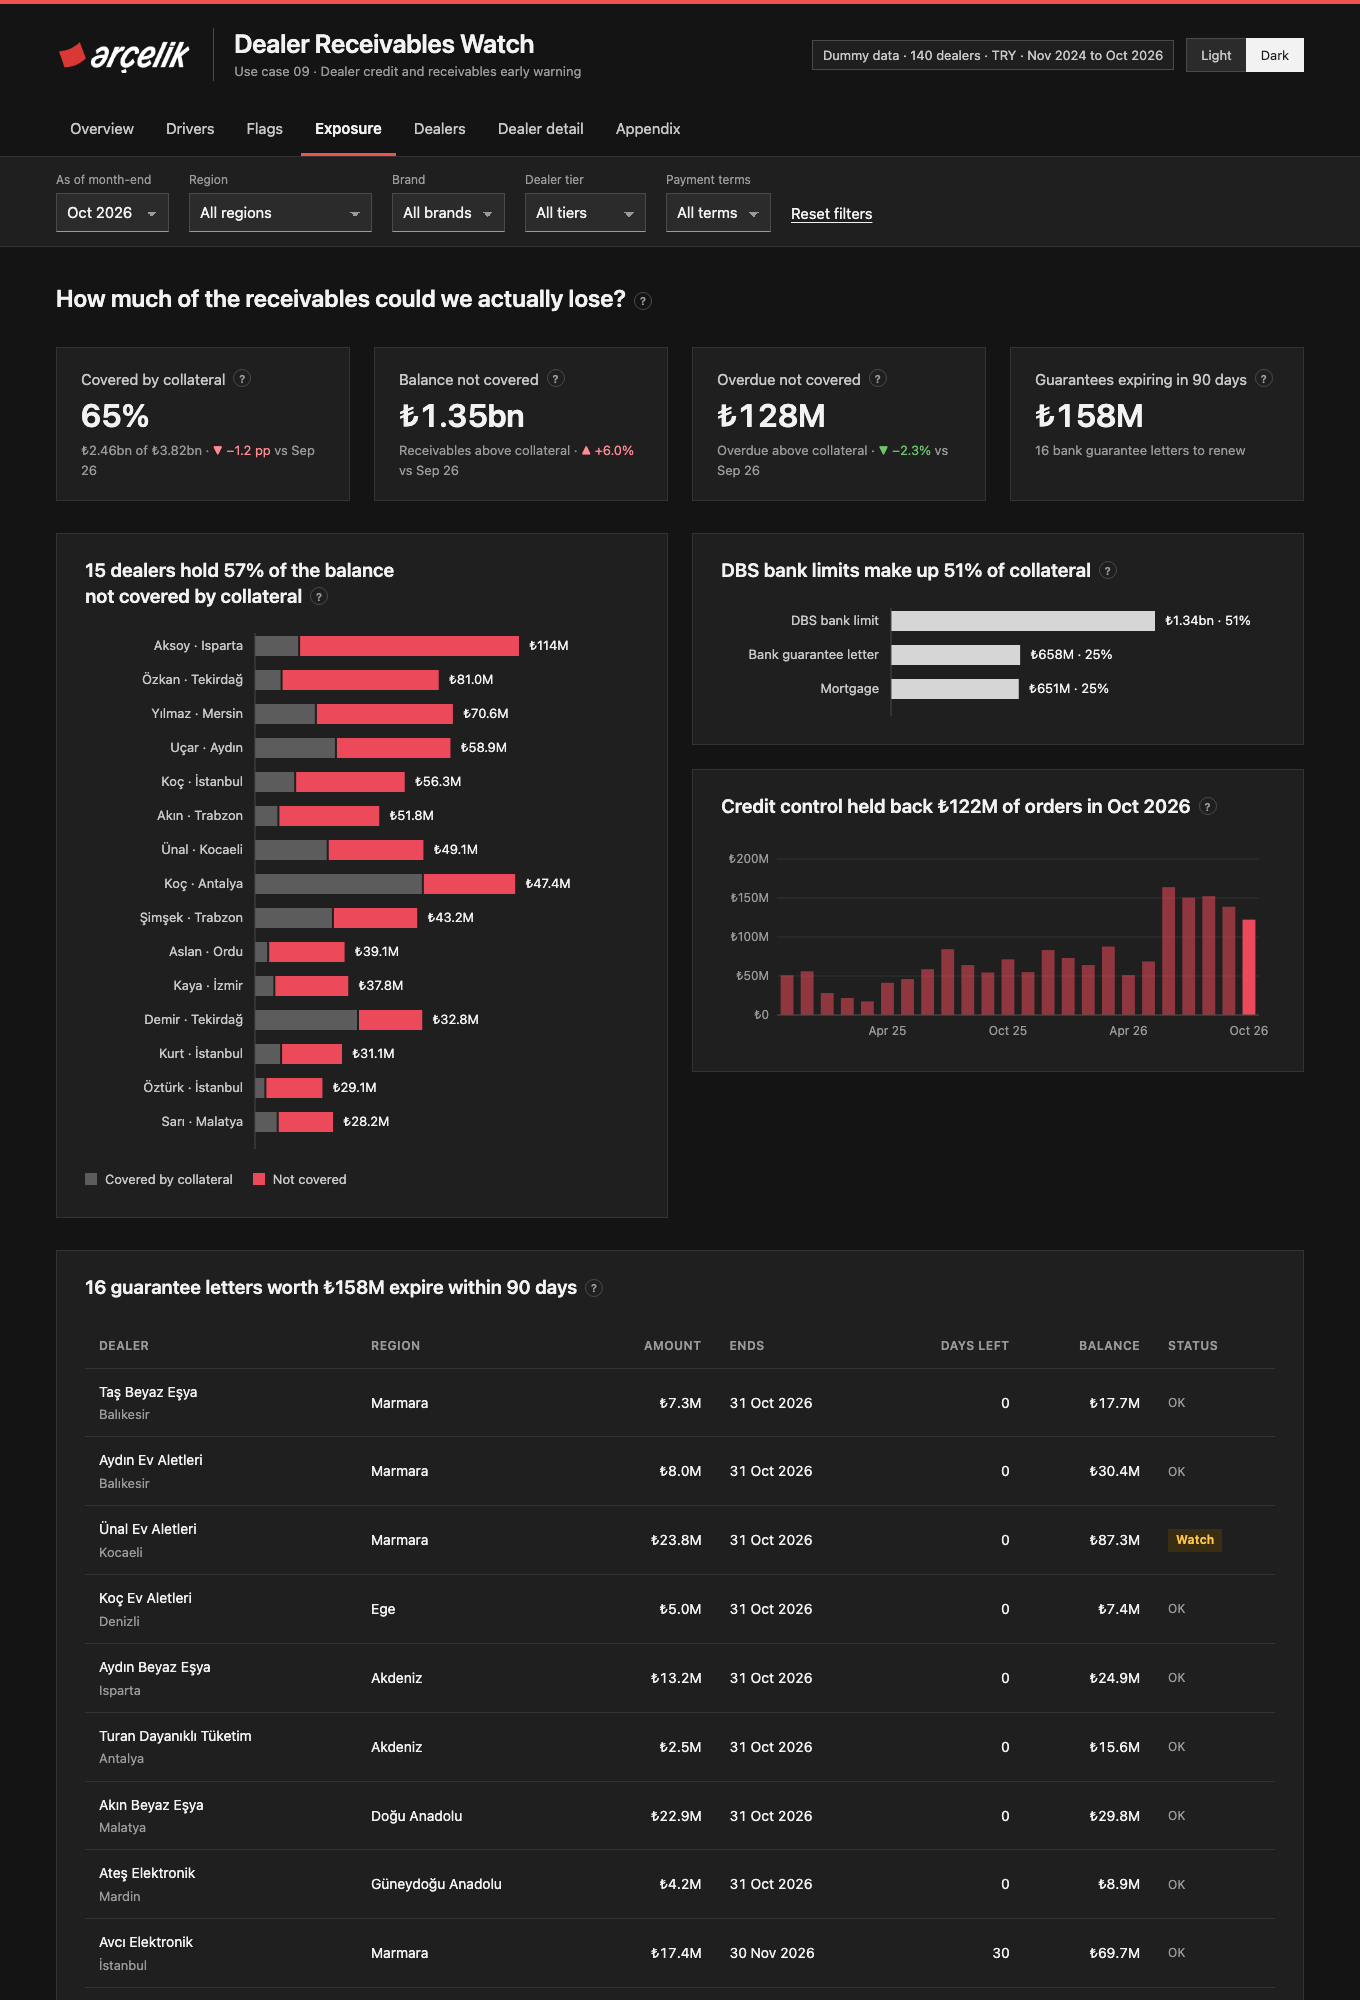 arçelik
Dealer Receivables Watch
Use case 09 · Dealer credit and receivables early warning
Dummy data · 140 dealers · TRY · Nov 2024 to Oct 2026
Light
Dark
Overview
Drivers
Flags
Exposure
Dealers
Dealer detail
Appendix
As of month-end
Region
Brand
Dealer tier
Payment terms
Oct 2026
All regions
All brands
All tiers
All terms
Reset filters
How much of the receivables could we actually lose? ?
Covered by collateral ?
65%
₺2.46bn of ₺3.82bn · ▼ −1.2 pp vs Sep
26
Balance not covered ?
₺1.35bn
Receivables above collateral · ▲ +6.0%
vs Sep 26
Overdue not covered ?
₺128M
Overdue above collateral · ▼ −2.3% vs
Sep 26
Guarantees expiring in 90 days ?
₺158M
16 bank guarantee letters to renew
15 dealers hold 57% of the balance
not covered by collateral ?
Aksoy · Isparta ₺114M
Özkan · Tekirdağ ₺81.0M
Yılmaz · Mersin ₺70.6M
Uçar · Aydın ₺58.9M
Koç · İstanbul ₺56.3M
Akın · Trabzon ₺51.8M
Ünal · Kocaeli ₺49.1M
Koç · Antalya ₺47.4M
Şimşek · Trabzon ₺43.2M
Aslan · Ordu ₺39.1M
Kaya · İzmir ₺37.8M
Demir · Tekirdağ ₺32.8M
Kurt · İstanbul ₺31.1M
Öztürk · İstanbul ₺29.1M
Sarı · Malatya ₺28.2M
Covered by collateral
Not covered
DBS bank limits make up 51% of collateral ?
DBS bank limit ₺1.34bn · 51%
Bank guarantee letter ₺658M · 25%
Mortgage ₺651M · 25%
Credit control held back ₺122M of orders in Oct 2026 ?
₺200M
₺150M
₺100M
₺50M
₺0
Apr 25 Oct 25 Apr 26 Oct 26
16 guarantee letters worth ₺158M expire within 90 days ?
DEALER REGION AMOUNT ENDS DAYS LEFT BALANCE STATUS
Taş Beyaz Eşya
Balıkesir
Marmara ₺7.3M 31 Oct 2026 0 ₺17.7M OK
Aydın Ev Aletleri
Balıkesir
Marmara ₺8.0M 31 Oct 2026 0 ₺30.4M OK
Ünal Ev Aletleri
Kocaeli
Marmara ₺23.8M 31 Oct 2026 0 ₺87.3M Watch
Koç Ev Aletleri
Denizli
Ege ₺5.0M 31 Oct 2026 0 ₺7.4M OK
Aydın Beyaz Eşya
Isparta
Akdeniz ₺13.2M 31 Oct 2026 0 ₺24.9M OK
Turan Dayanıklı Tüketim
Antalya
Akdeniz ₺2.5M 31 Oct 2026 0 ₺15.6M OK
Akın Beyaz Eşya
Malatya
Doğu Anadolu ₺22.9M 31 Oct 2026 0 ₺29.8M OK
Ateş Elektronik
Mardin
Güneydoğu Anadolu ₺4.2M 31 Oct 2026 0 ₺8.9M OK
Avcı Elektronik
İstanbul
Marmara ₺17.4M 30 Nov 2026 30 ₺69.7M OK